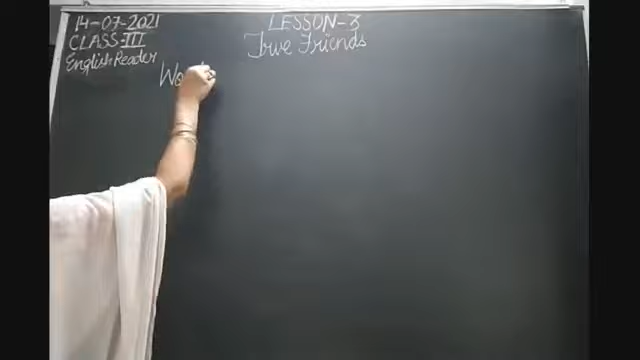 14-07-2021
CLASS-III
English Reader
LESSON-3
True Friends